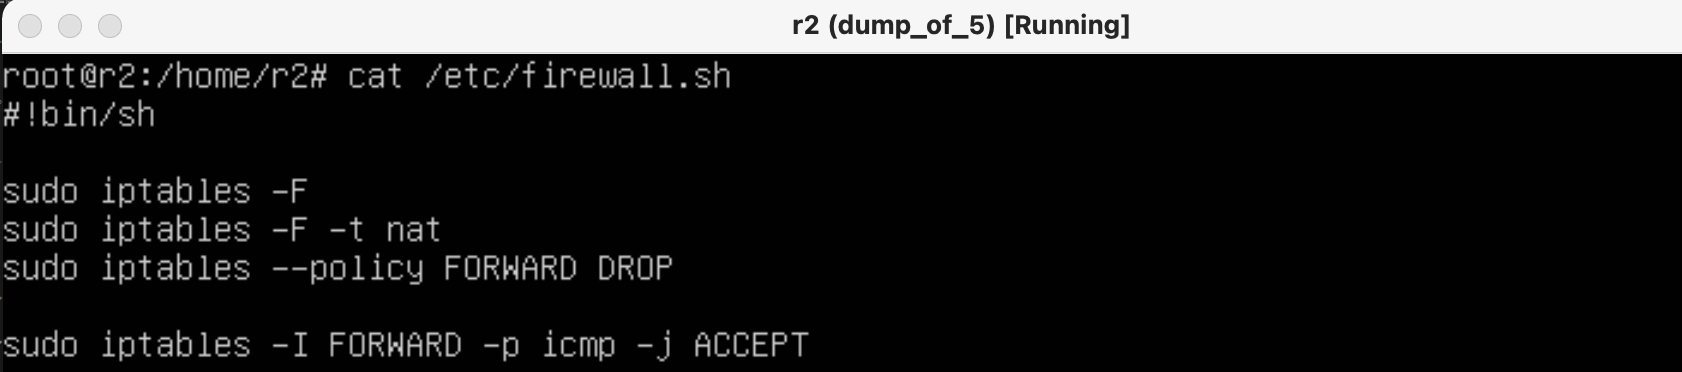 r2 (dump_of_5) [Running]
root@r2:/home/r2# cat /etc/firewall.sh
#!bin/sh
sudo iptables -F
sudo iptables -F -t nat
sudo iptables --policy FORWARD DROP
sudo iptables -I FORWARD -p icmp -j ACCEPT